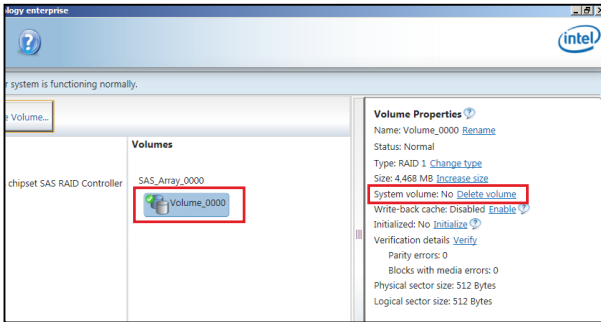 ology enterprise
?
intel
r system is functioning normally.
e Volume...
Volumes
chipset SAS RAID Controller
SAS_Array_0000
Volume_0000
Volume Properties ?
Name: Volume_0000 Rename
Status: Normal
Type: RAID 1 Change type
Size: 4,468 MB Increase size
System volume: No Delete volume
Write-back cache: Disabled Enable ?
Initialized: No Initialize ?
Verification details Verify
Parity errors: 0
Blocks with media errors: 0
Physical sector size: 512 Bytes
Logical sector size: 512 Bytes